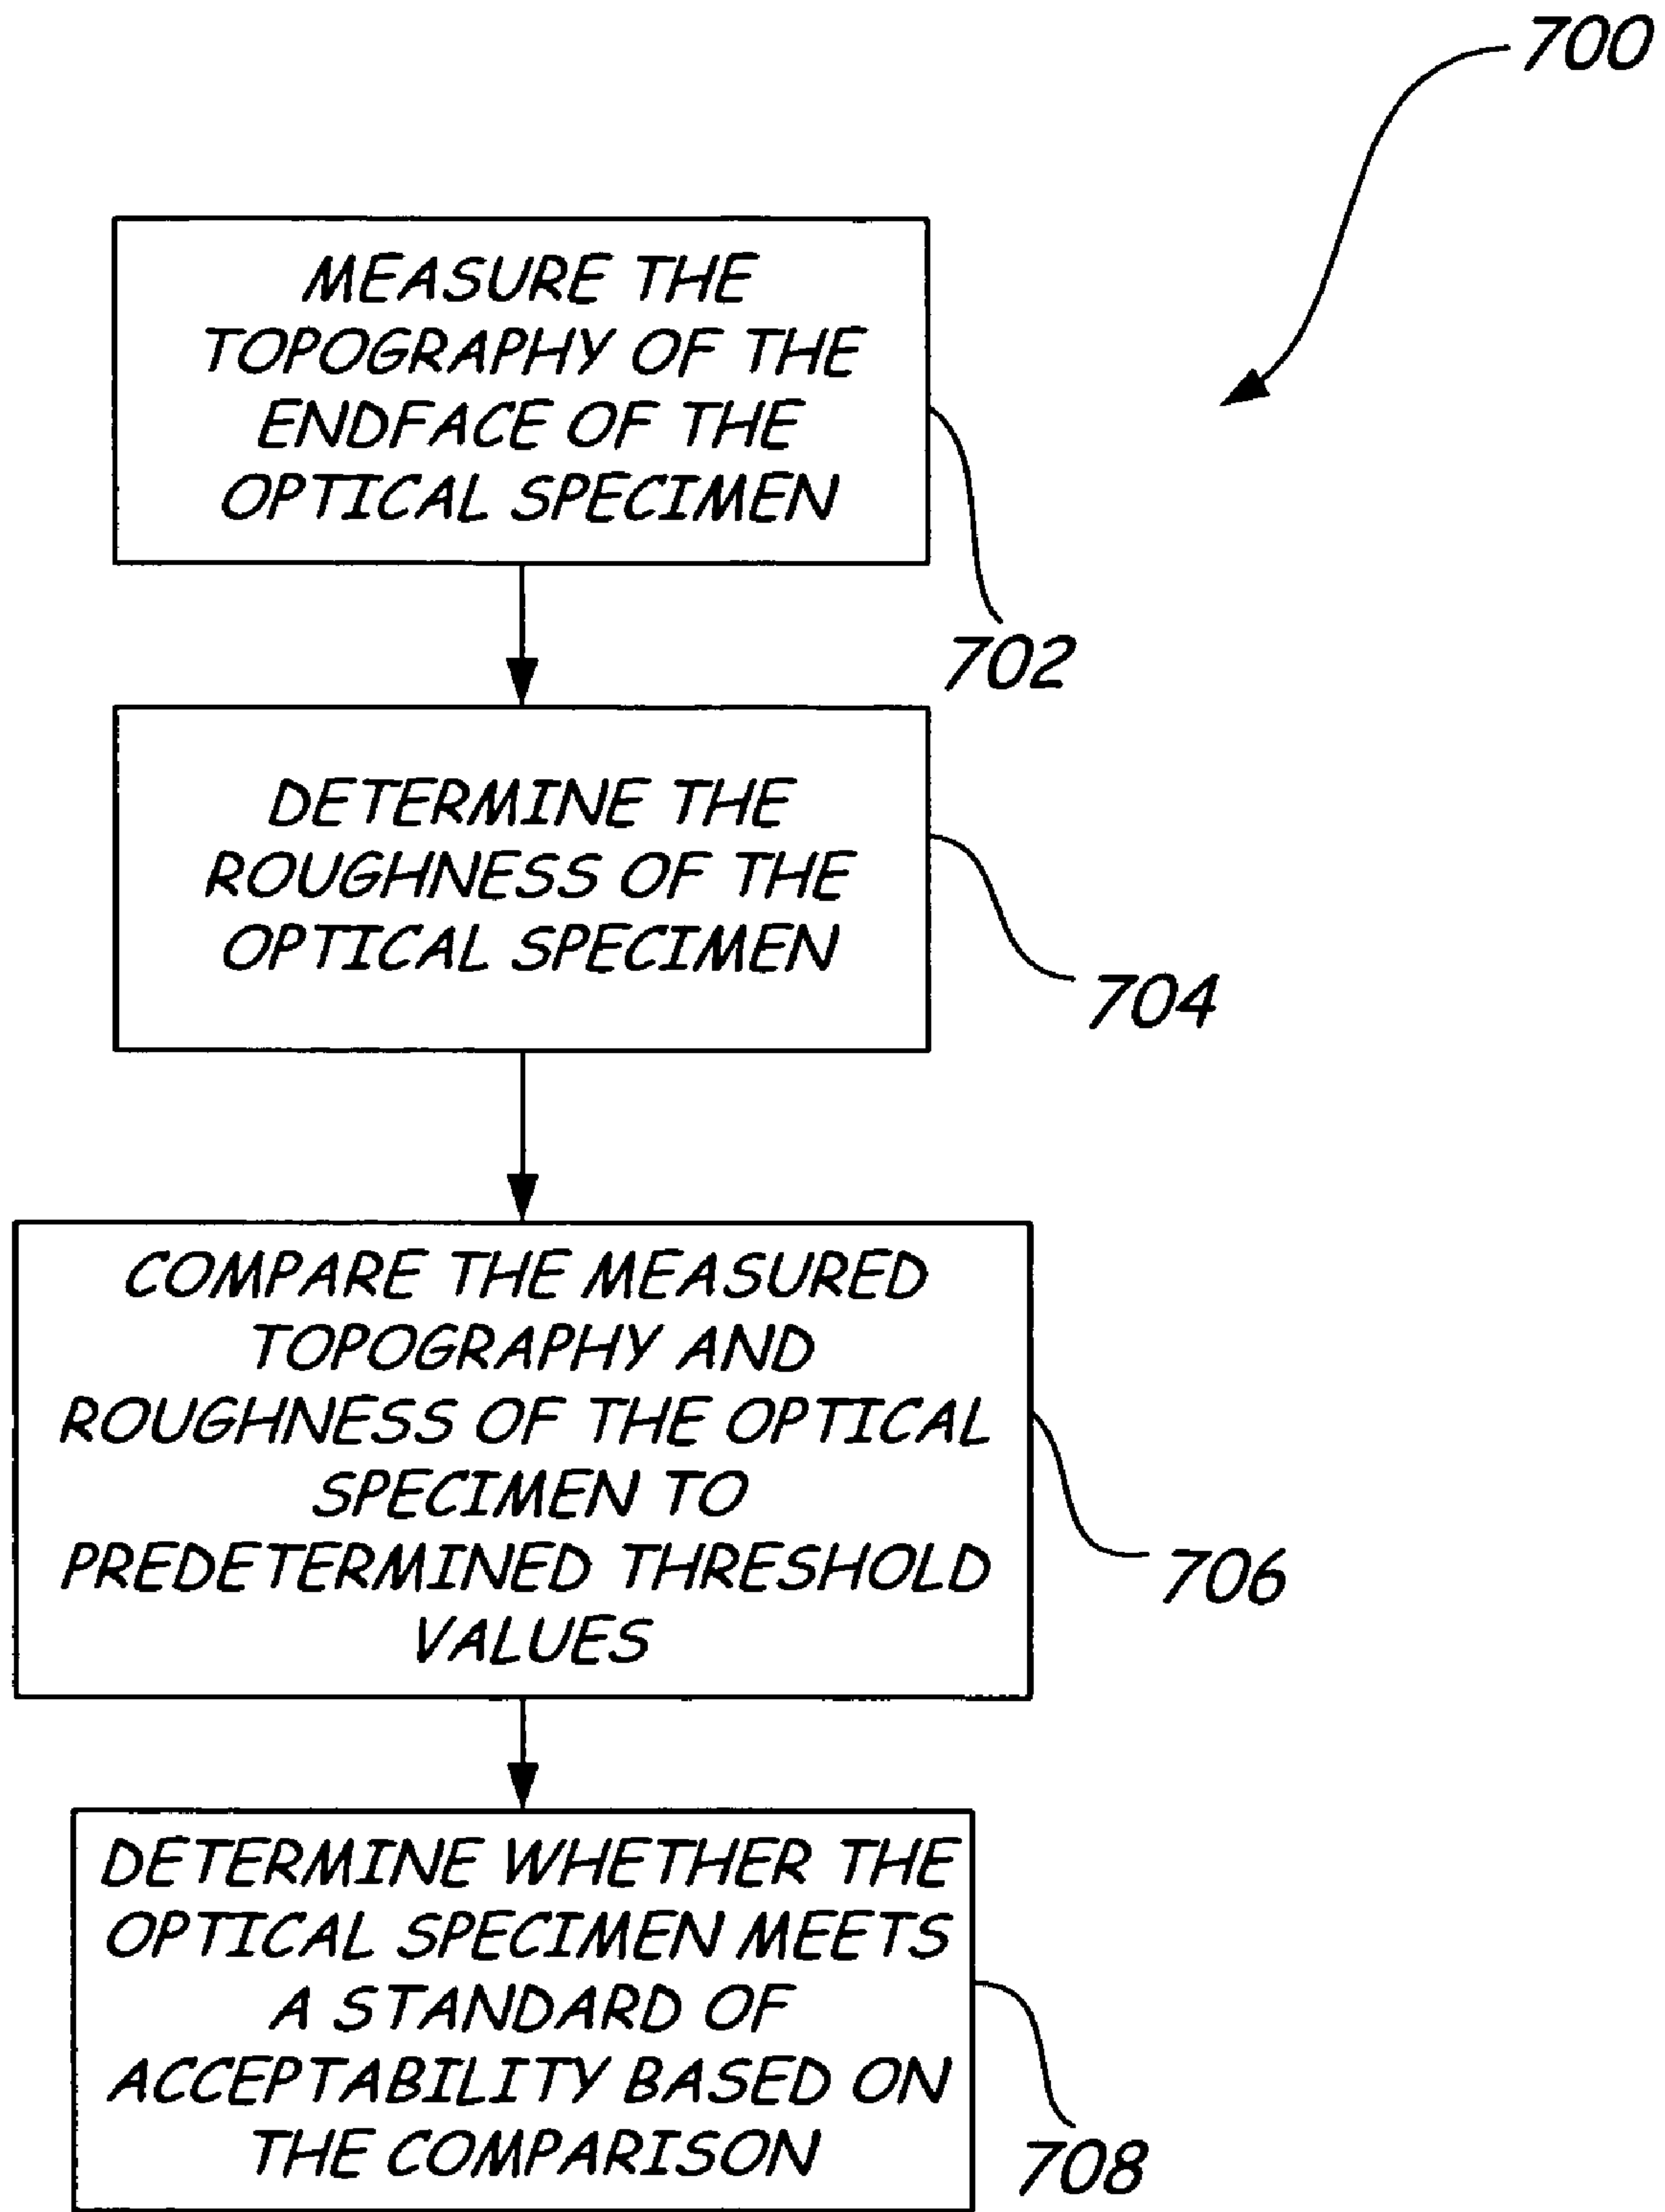 700
MEASURE THE
TOPOGRAPHY OF THE
ENDFACE OF THE
OPTICAL SPECIMEN
702
DETERMINE THE
ROUGHNESS OF THE
OPTICAL SPECIMEN
704
COMPARE THE MEASURED
TOPOGRAPHY AND
ROUGHNESS OF THE OPTICAL
SPECIMEN TO
PREDETERMINED THRESHOLD
VALUES
706
DETERMINE WHETHER THE
OPTICAL SPECIMEN MEETS
A STANDARD OF
ACCEPTABILITY BASED ON
THE COMPARISON
708